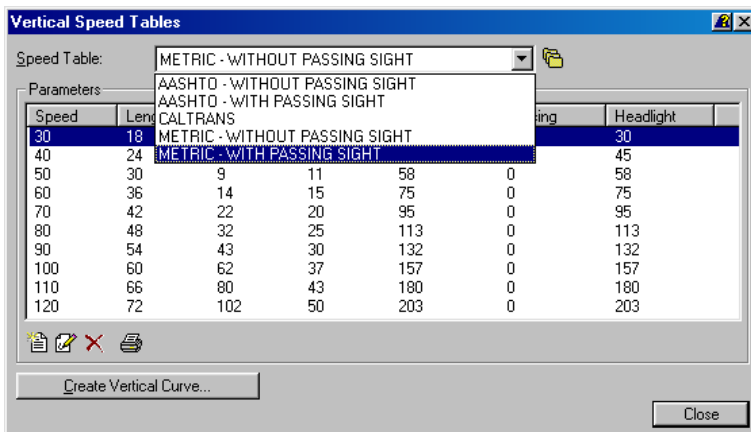 Vertical Speed Tables
Speed Table: METRIC - WITHOUT PASSING SIGHT
AASHTO - WITHOUT PASSING SIGHT
AASHTO - WITH PASSING SIGHT
CALTRANS
METRIC - WITHOUT PASSING SIGHT
METRIC - WITH PASSING SIGHT
Parameters
Speed Headlight
30 18 30
40 24 45
50 30 9 11 58 0 58
60 36 14 15 75 0 75
70 42 22 20 95 0 95
80 48 32 25 113 0 113
90 54 43 30 132 0 132
100 60 62 37 157 0 157
110 66 80 43 180 0 180
120 72 102 50 203 0 203
Create Vertical Curve...
Close